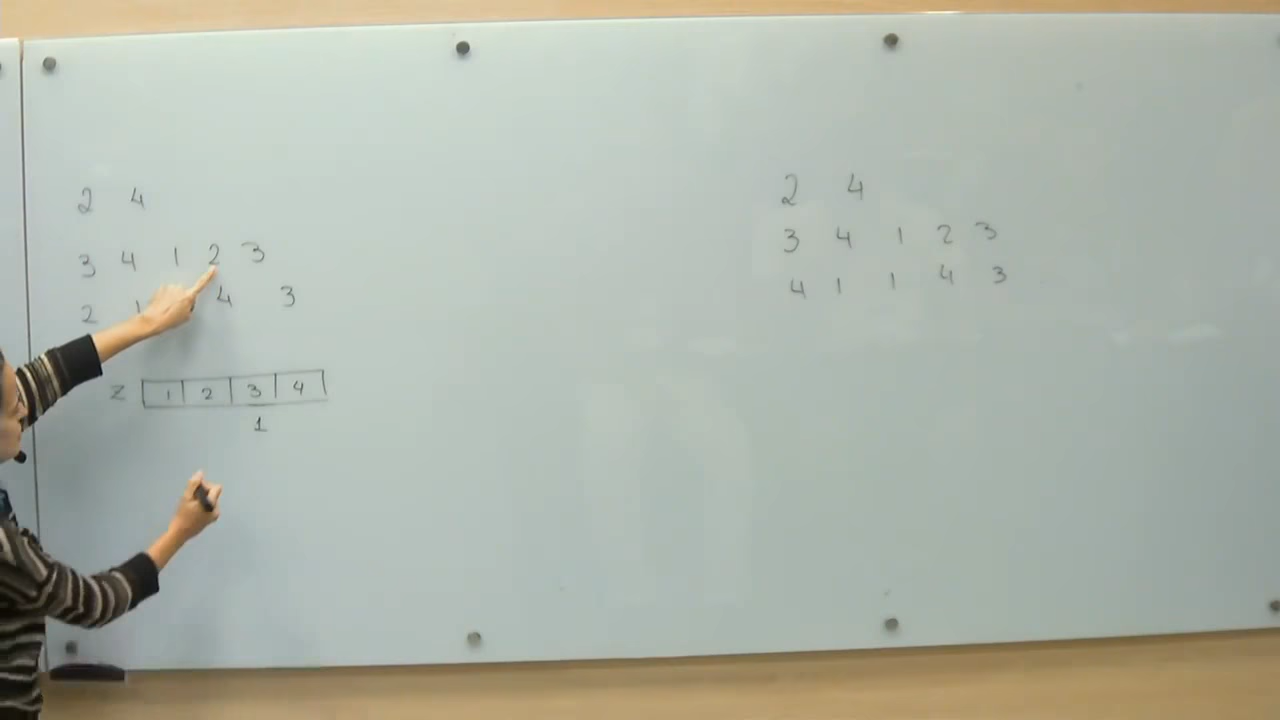 2 4
3 4 1 2 3
2 1 4 3
z 1 2 3 4
1
2 4
3 4 1 2 3
4 1 1 4 3